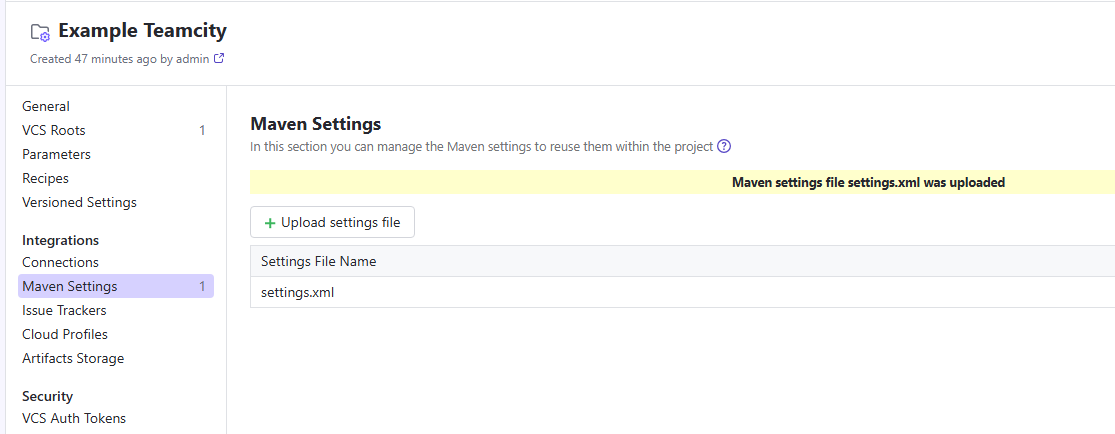 Example Teamcity
Created 47 minutes ago by admin
General
VCS Roots 1
Parameters
Recipes
Versioned Settings
Integrations
Connections
Maven Settings 1
Issue Trackers
Cloud Profiles
Artifacts Storage
Security
VCS Auth Tokens
Maven Settings
In this section you can manage the Maven settings to reuse them within the project ?
Maven settings file settings.xml was uploaded
+ Upload settings file
Settings File Name
settings.xml